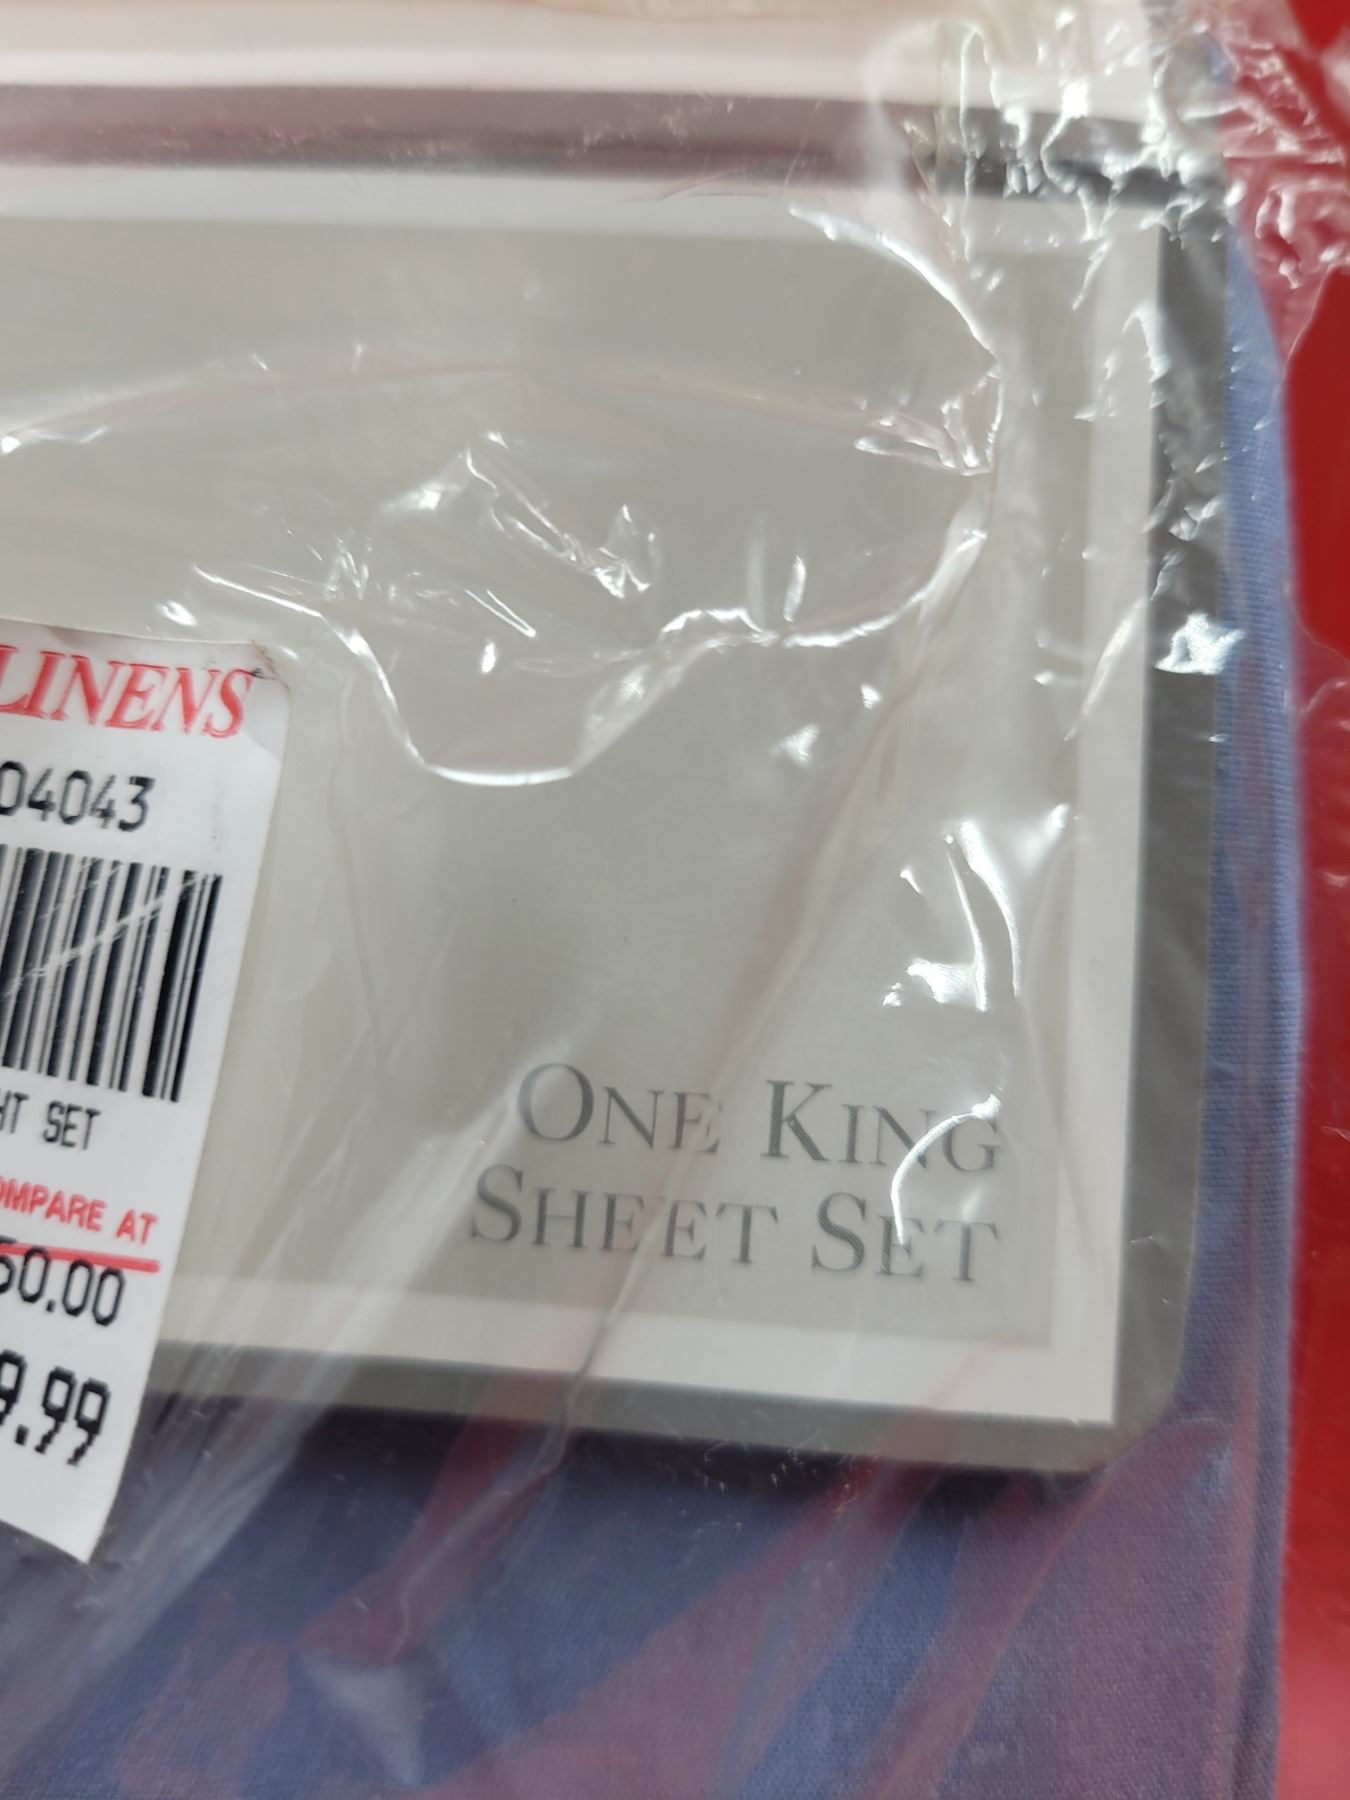 LINENS
04043
HT SET
OMPARE AT
50.00
9.99
ONE KING
SHEET SET